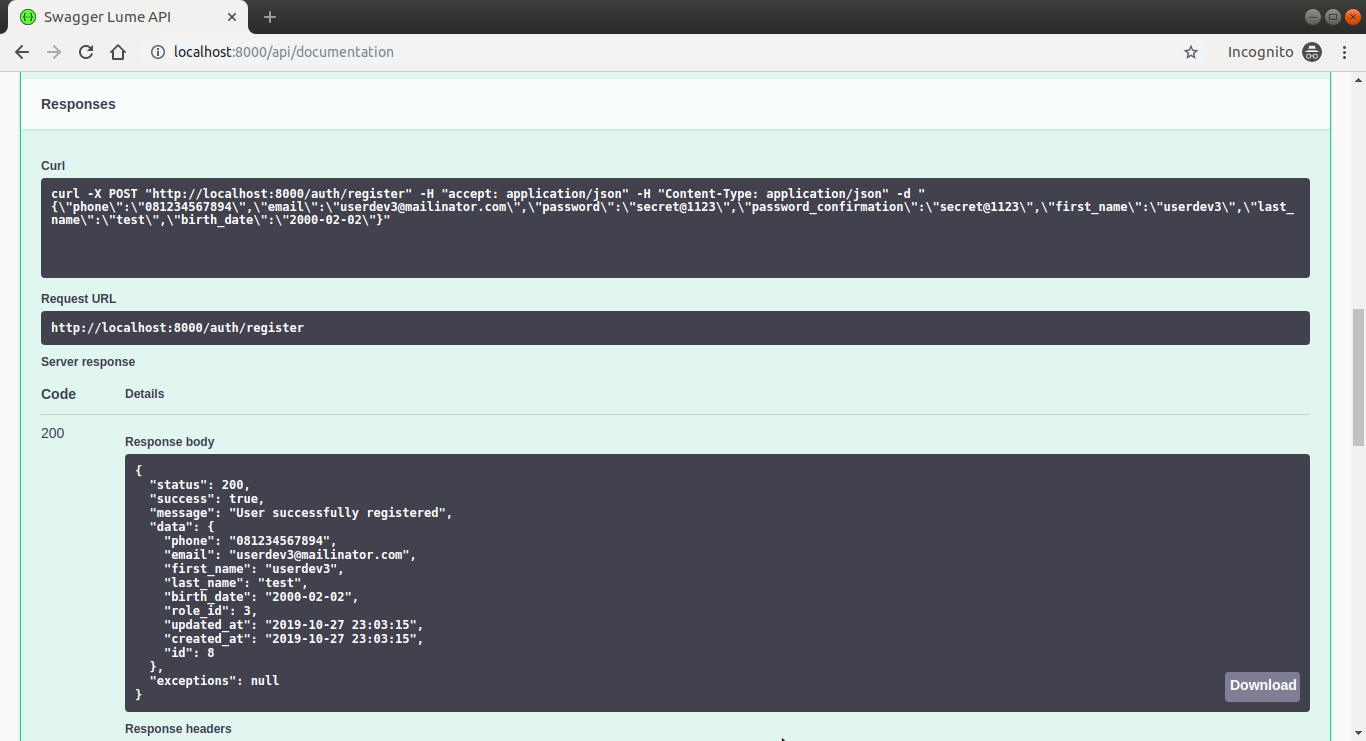 Swagger Lume API
localhost:8000/api/documentation
Incognito
Responses
Curl
curl -X POST "http://localhost:8000/auth/register" -H "accept: application/json" -H "Content-Type: application/json" -d "
{\"phone\":\"081234567894\",\"email\":\"userdev3@mailinator.com\",\"password\":\"secret@1123\",\"password_confirmation\":\"secret@1123\",\"first_name\":\"userdev3\",\"last_
name\":\"test\",\"birth_date\":\"2000-02-02\"}"
Request URL
http://localhost:8000/auth/register
Server response
Code Details
200
Response body
{
  "status": 200,
  "success": true,
  "message": "User successfully registered",
  "data": {
    "phone": "081234567894",
    "email": "userdev3@mailinator.com",
    "first_name": "userdev3",
    "last_name": "test",
    "birth_date": "2000-02-02",
    "role_id": 3,
    "updated_at": "2019-10-27 23:03:15",
    "created_at": "2019-10-27 23:03:15",
    "id": 8
  },
  "exceptions": null
}
Download
Response headers